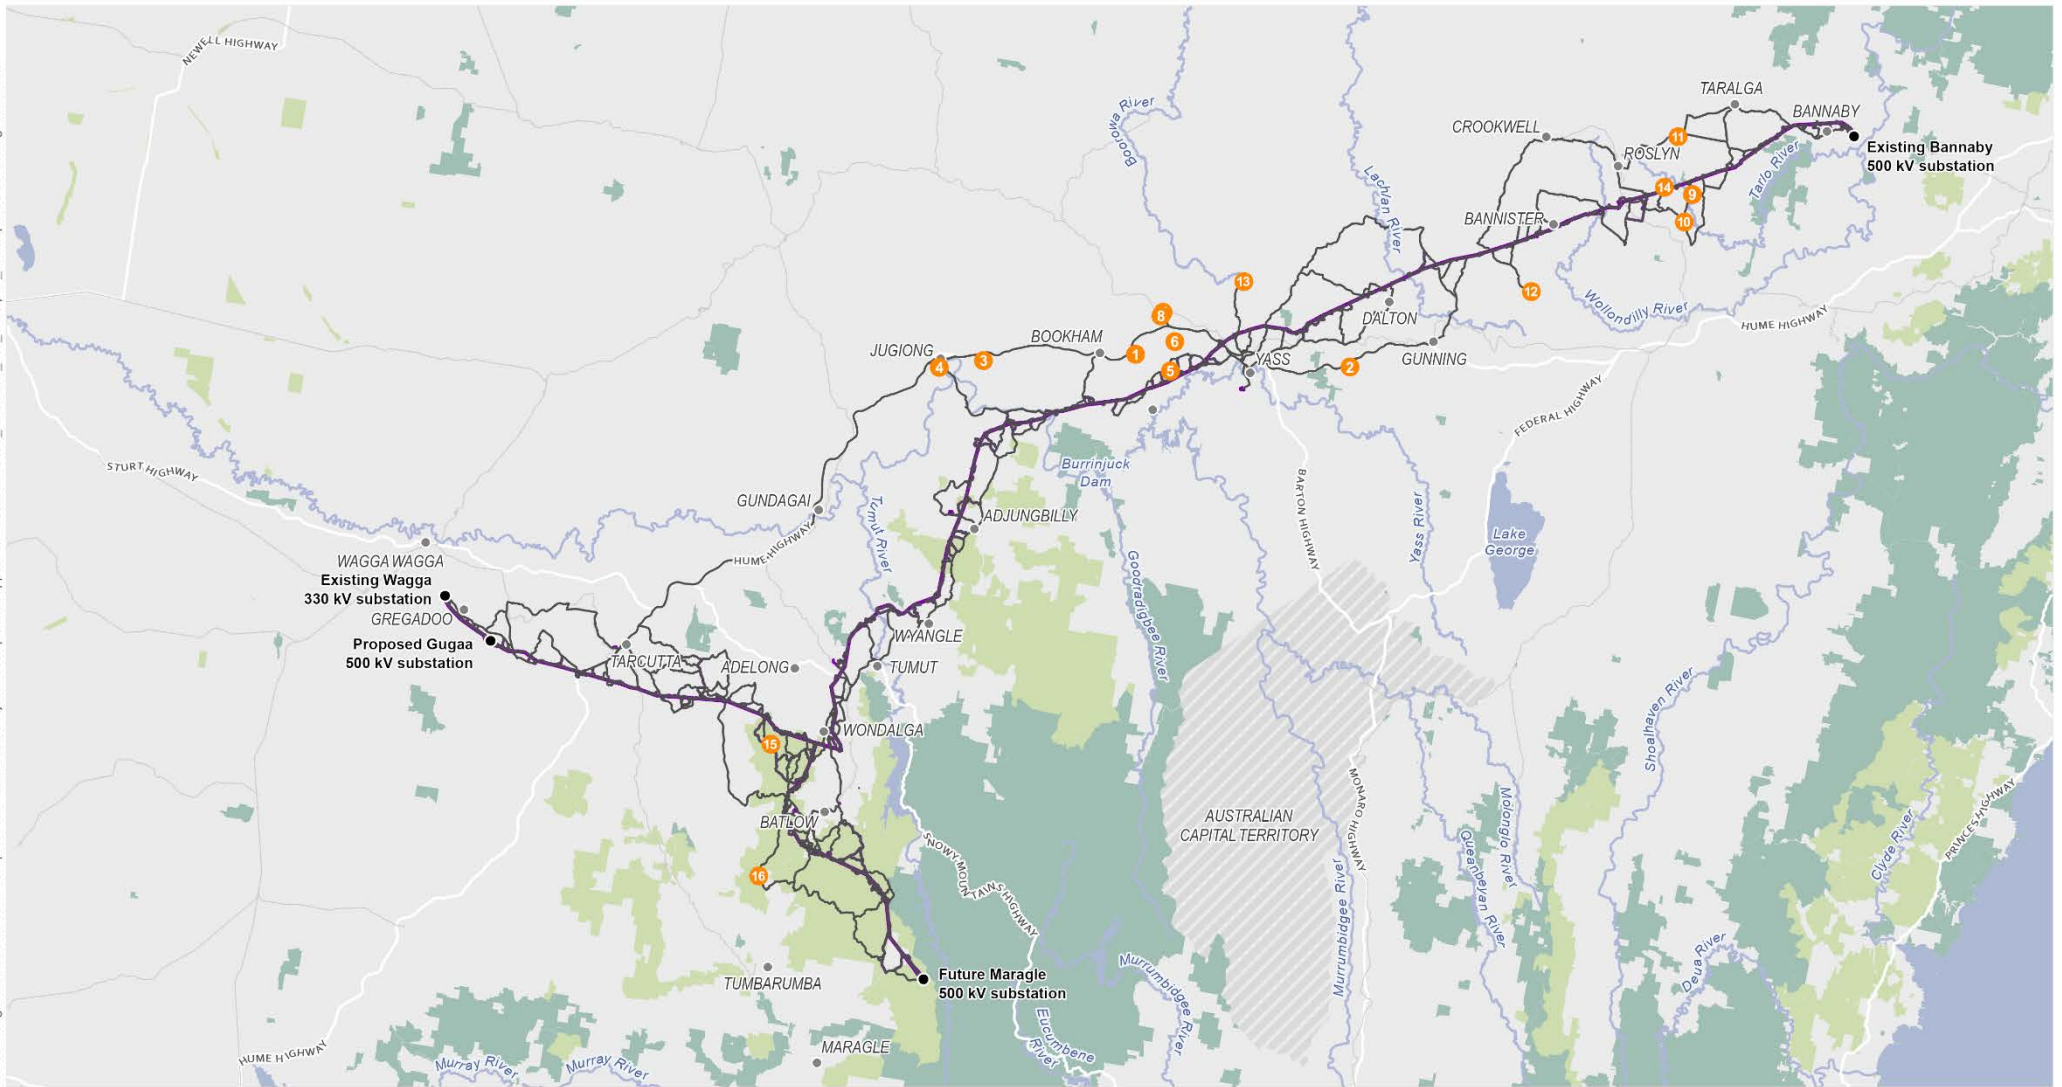 NEWELL HIGHWAY
TARALGA
BANNABY
Boorowa River
CROOKWELL
11
Existing Bannaby
500 kV substation
ROSLYN
Lachlan River
Tarlo River
14
9
BANNISTER
10
13
12
Wollondilly River
8
DALTON
HUME HIGHWAY
BOOKHAM
6
JUGIONG
3
1
YASS
GUNNING
4
5
2
FEDERAL HIGHWAY
STURT HIGHWAY
Burrinjuck
Dam
GUNDAGAI
Tumut River
ADJUNGBILLY
BARTON HIGHWAY
Yass River
Lake
George
HUME HIGHWAY
WAGGA WAGGA
Existing Wagga
330 kV substation
GREGADOO
Goodradigbee River
Proposed Gugaa
500 kV substation
WYANGLE
TARCUTTA
ADELONG
TUMUT
Shoalhaven River
WONDALGA
15
MONARO HIGHWAY
Molonglo River
AUSTRALIAN
CAPITAL TERRITORY
BATLOW
SNOWY MOUNTAINS HIGHWAY
Queanbeyan River
Clyde River
PRINCES HIGHWAY
16
Murrumbidgee River
Deua River
Future Maragle
500 kV substation
TUMBARUMBA
Murrumbidgee River
Eucumbene
River
MARAGLE
HUME HIGHWAY
Murray River
Murray River